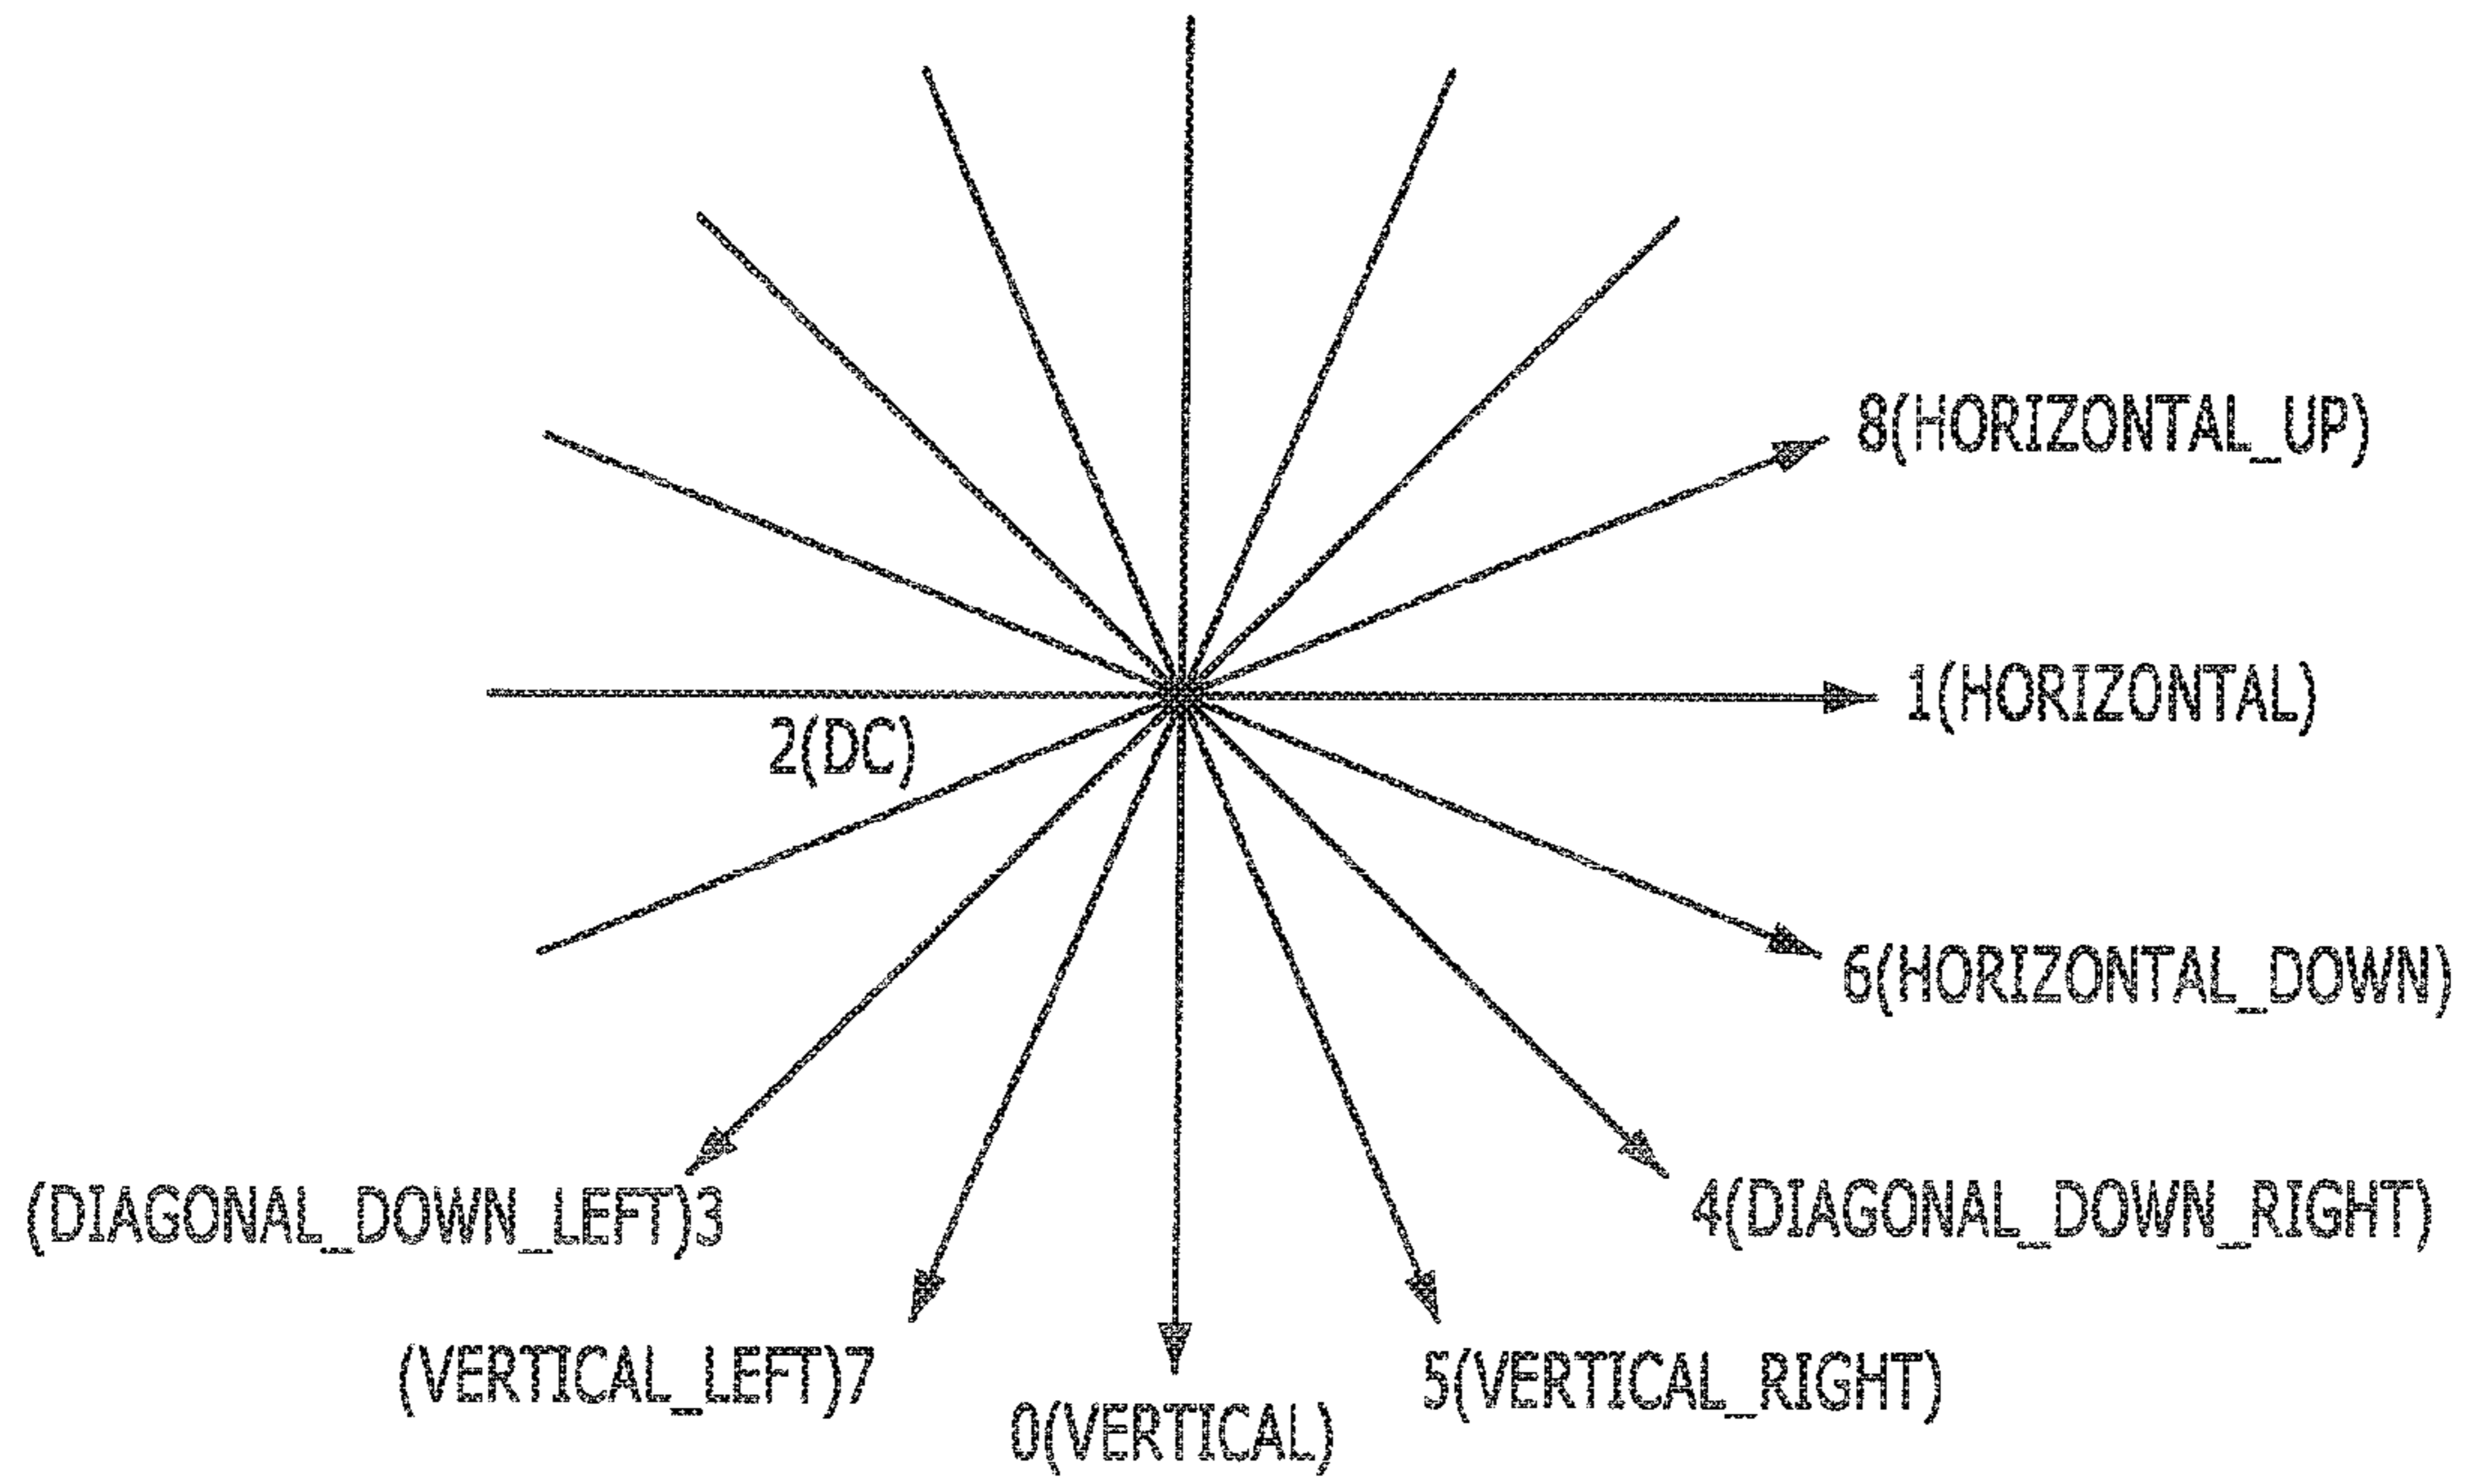 8(HORIZONTAL_UP)
1(HORIZONTAL)
2(DC)
6(HORIZONTAL_DOWN)
(DIAGONAL_DOWN_LEFT)3
4(DIAGONAL_DOWN_RIGHT)
(VERTICAL_LEFT)7
5(VERTICAL_RIGHT)
0(VERTICAL)